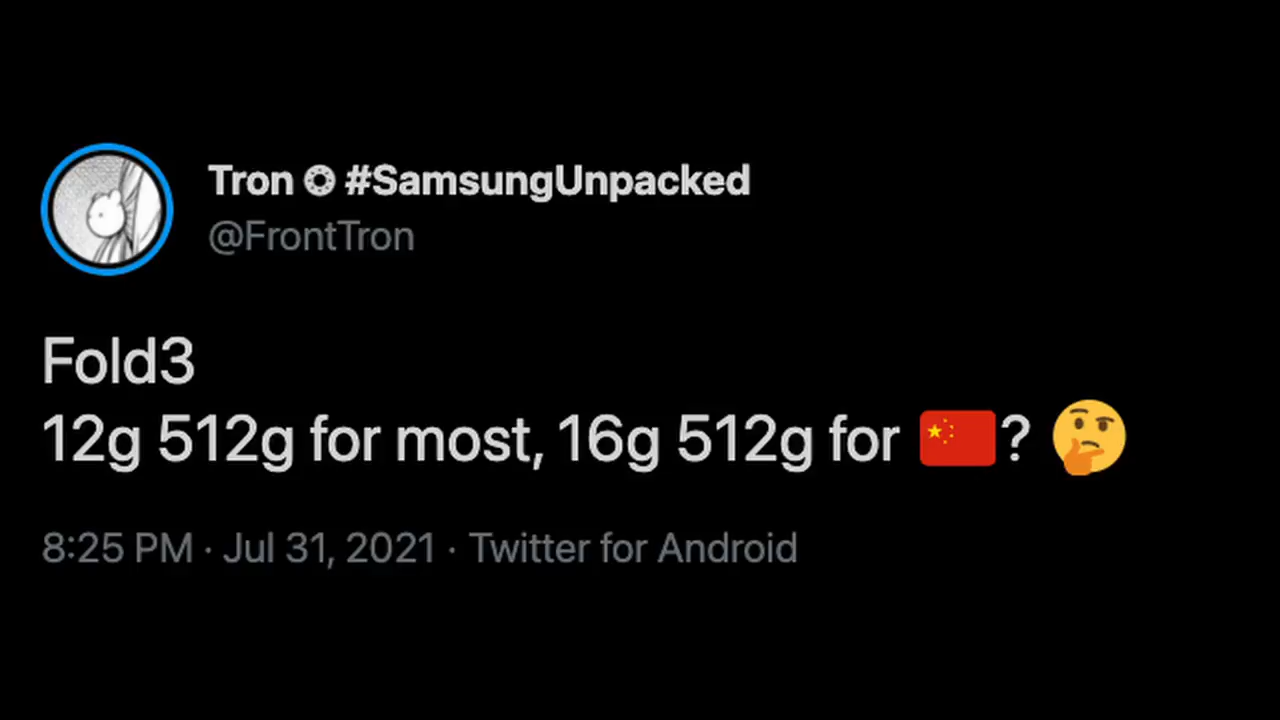 Tron ❂ #SamsungUnpacked
@FrontTron
Fold3
12g 512g for most, 16g 512g for 🇨🇳? 🤔
8:25 PM · Jul 31, 2021 · Twitter for Android